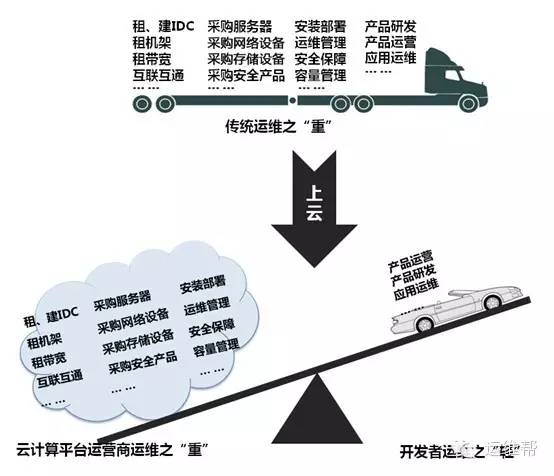 租、建IDC 采购服务器 安装部署 产品研发
租机架 采购网络设备 运维管理 产品运营
租带宽 采购存储设备 安全保障 应用运维
互联互通 采购安全产品 容量管理 … …
… … … … … …
传统运维之“重”
上云
产品运营
产品研发
应用运维
… …
租、建IDC 采购服务器 安装部署
租机架 采购网络设备 运维管理
租带宽 采购存储设备 安全保障
互联互通 采购安全产品 容量管理
… … … … … …
云计算平台运营商运维之“重”
开发者运维之“轻”
运维帮